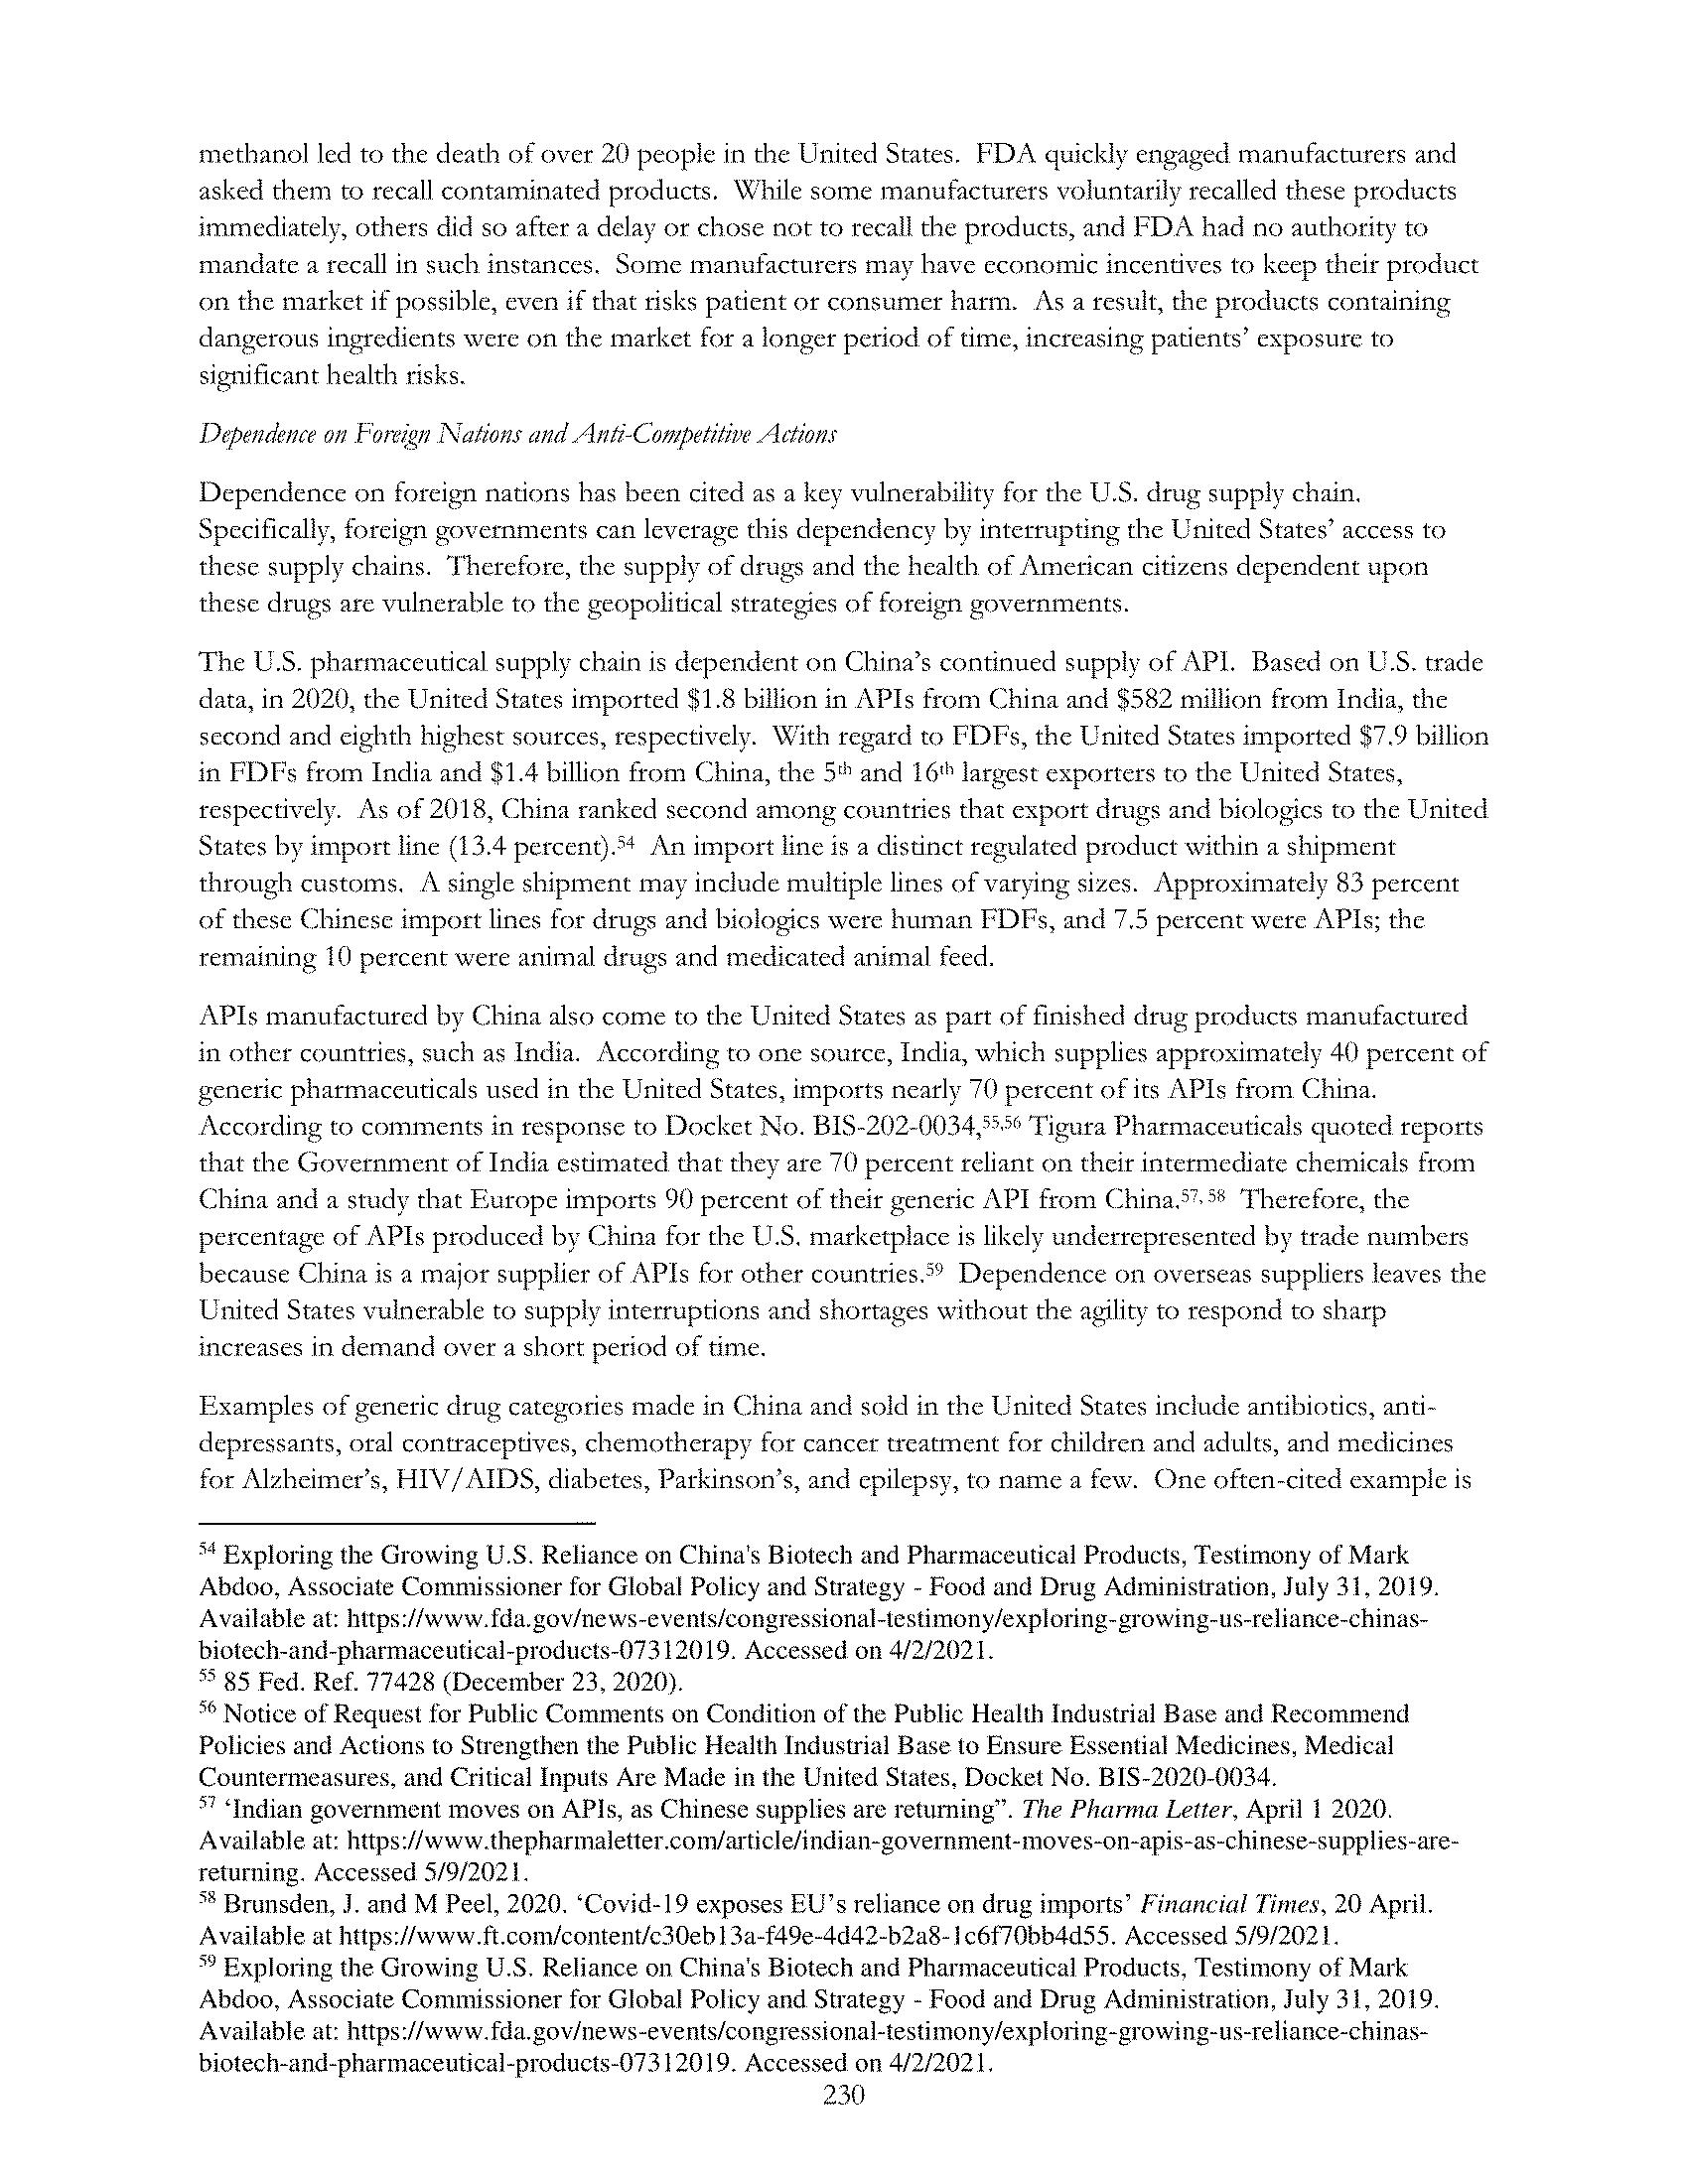 methanol led to the death of over 20 people in the United States.  FDA quickly engaged manufacturers and
asked them to recall contaminated products.  While some manufacturers voluntarily recalled these products
immediately, others did so after a delay or chose not to recall the products, and FDA had no authority to
mandate a recall in such instances.  Some manufacturers may have economic incentives to keep their product
on the market if possible, even if that risks patient or consumer harm.  As a result, the products containing
dangerous ingredients were on the market for a longer period of time, increasing patients’ exposure to
significant health risks.
Dependence on Foreign Nations and Anti-Competitive Actions
Dependence on foreign nations has been cited as a key vulnerability for the U.S. drug supply chain.
Specifically, foreign governments can leverage this dependency by interrupting the United States’ access to
these supply chains.  Therefore, the supply of drugs and the health of American citizens dependent upon
these drugs are vulnerable to the geopolitical strategies of foreign governments.
The U.S. pharmaceutical supply chain is dependent on China’s continued supply of API.  Based on U.S. trade
data, in 2020, the United States imported $1.8 billion in APIs from China and $582 million from India, the
second and eighth highest sources, respectively.  With regard to FDFs, the United States imported $7.9 billion
in FDFs from India and $1.4 billion from China, the 5th and 16th largest exporters to the United States,
respectively.  As of 2018, China ranked second among countries that export drugs and biologics to the United
States by import line (13.4 percent).54  An import line is a distinct regulated product within a shipment
through customs.  A single shipment may include multiple lines of varying sizes.  Approximately 83 percent
of these Chinese import lines for drugs and biologics were human FDFs, and 7.5 percent were APIs; the
remaining 10 percent were animal drugs and medicated animal feed.
APIs manufactured by China also come to the United States as part of finished drug products manufactured
in other countries, such as India.  According to one source, India, which supplies approximately 40 percent of
generic pharmaceuticals used in the United States, imports nearly 70 percent of its APIs from China.
According to comments in response to Docket No. BIS-202-0034,55,56 Tigura Pharmaceuticals quoted reports
that the Government of India estimated that they are 70 percent reliant on their intermediate chemicals from
China and a study that Europe imports 90 percent of their generic API from China.57, 58  Therefore, the
percentage of APIs produced by China for the U.S. marketplace is likely underrepresented by trade numbers
because China is a major supplier of APIs for other countries.59  Dependence on overseas suppliers leaves the
United States vulnerable to supply interruptions and shortages without the agility to respond to sharp
increases in demand over a short period of time.
Examples of generic drug categories made in China and sold in the United States include antibiotics, anti-
depressants, oral contraceptives, chemotherapy for cancer treatment for children and adults, and medicines
for Alzheimer’s, HIV/AIDS, diabetes, Parkinson’s, and epilepsy, to name a few.  One often-cited example is
54 Exploring the Growing U.S. Reliance on China's Biotech and Pharmaceutical Products, Testimony of Mark
Abdoo, Associate Commissioner for Global Policy and Strategy - Food and Drug Administration, July 31, 2019.
Available at: https://www.fda.gov/news-events/congressional-testimony/exploring-growing-us-reliance-chinas-
biotech-and-pharmaceutical-products-07312019. Accessed on 4/2/2021.
55 85 Fed. Ref. 77428 (December 23, 2020).
56 Notice of Request for Public Comments on Condition of the Public Health Industrial Base and Recommend
Policies and Actions to Strengthen the Public Health Industrial Base to Ensure Essential Medicines, Medical
Countermeasures, and Critical Inputs Are Made in the United States, Docket No. BIS-2020-0034.
57 ‘Indian government moves on APIs, as Chinese supplies are returning”. The Pharma Letter, April 1 2020.
Available at: https://www.thepharmaletter.com/article/indian-government-moves-on-apis-as-chinese-supplies-are-
returning. Accessed 5/9/2021.
58 Brunsden, J. and M Peel, 2020. ‘Covid-19 exposes EU’s reliance on drug imports’ Financial Times, 20 April.
Available at https://www.ft.com/content/c30eb13a-f49e-4d42-b2a8-1c6f70bb4d55. Accessed 5/9/2021.
59 Exploring the Growing U.S. Reliance on China's Biotech and Pharmaceutical Products, Testimony of Mark
Abdoo, Associate Commissioner for Global Policy and Strategy - Food and Drug Administration, July 31, 2019.
Available at: https://www.fda.gov/news-events/congressional-testimony/exploring-growing-us-reliance-chinas-
biotech-and-pharmaceutical-products-07312019. Accessed on 4/2/2021.
230